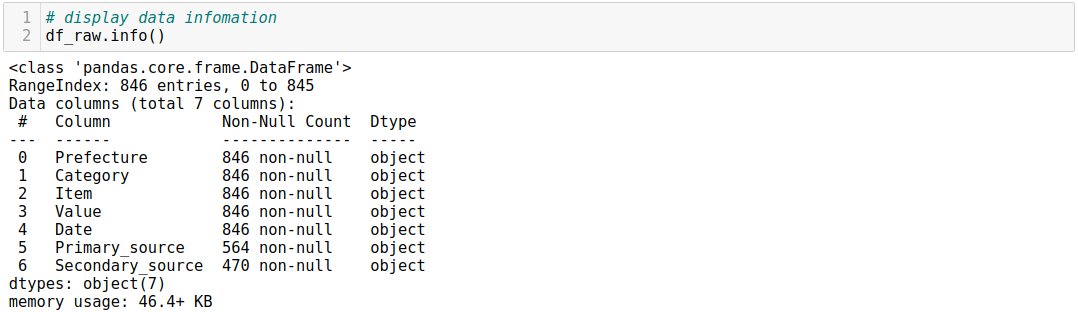 1 # display data infomation
2 df_raw.info()
<class 'pandas.core.frame.DataFrame'>
RangeIndex: 846 entries, 0 to 845
Data columns (total 7 columns):
 #   Column            Non-Null Count  Dtype
---  ------            --------------  -----
 0   Prefecture        846 non-null    object
 1   Category          846 non-null    object
 2   Item              846 non-null    object
 3   Value             846 non-null    object
 4   Date              846 non-null    object
 5   Primary_source    564 non-null    object
 6   Secondary_source  470 non-null    object
dtypes: object(7)
memory usage: 46.4+ KB